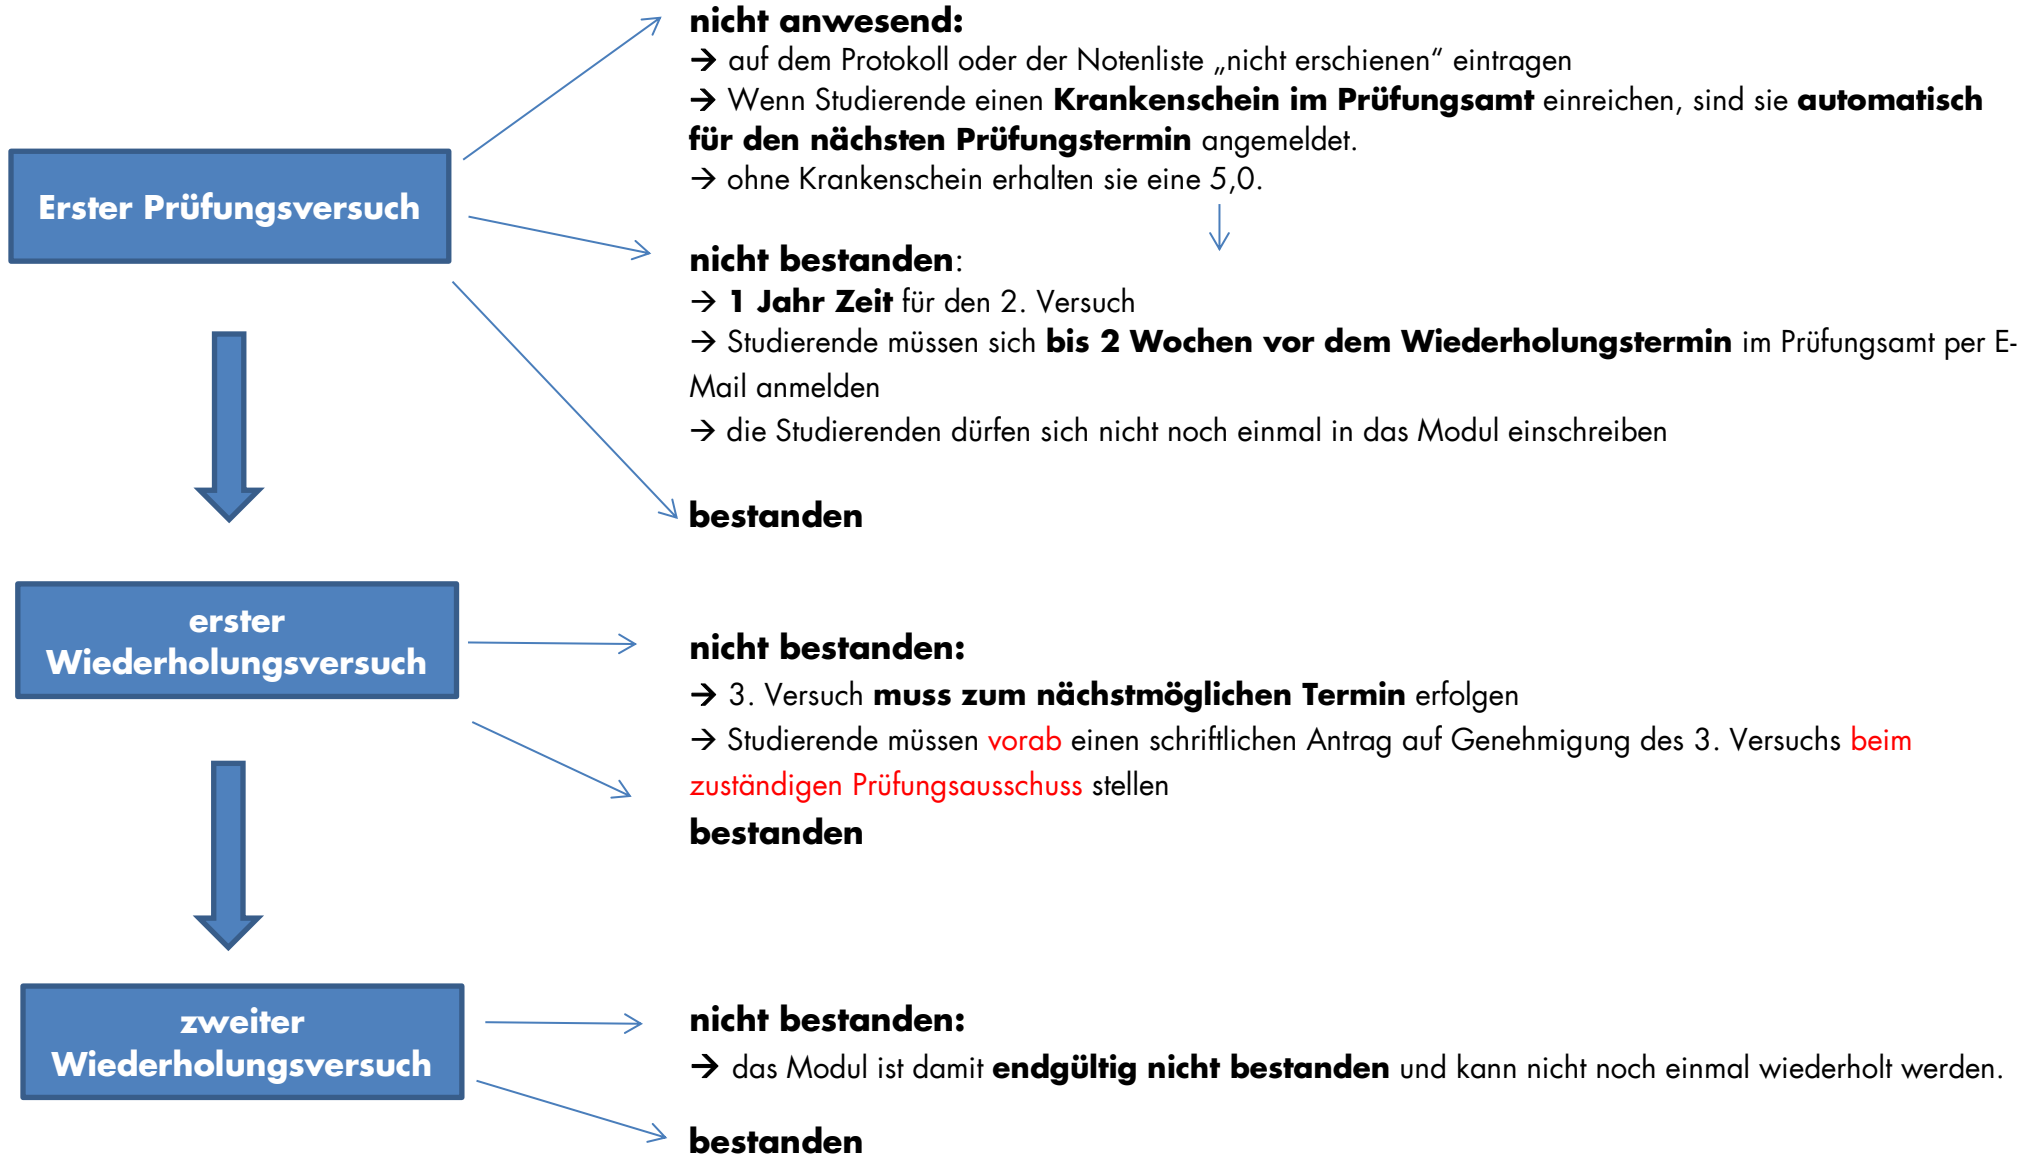 nicht anwesend:
→ auf dem Protokoll oder der Notenliste „nicht erschienen“ eintragen
→ Wenn Studierende einen Krankenschein im Prüfungsamt einreichen, sind sie automatisch
für den nächsten Prüfungstermin angemeldet.
→ ohne Krankenschein erhalten sie eine 5,0.
Erster Prüfungsversuch
nicht bestanden:
→ 1 Jahr Zeit für den 2. Versuch
→ Studierende müssen sich bis 2 Wochen vor dem Wiederholungstermin im Prüfungsamt per E-
Mail anmelden
→ die Studierenden dürfen sich nicht noch einmal in das Modul einschreiben
bestanden
erster
Wiederholungsversuch
nicht bestanden:
→ 3. Versuch muss zum nächstmöglichen Termin erfolgen
→ Studierende müssen vorab einen schriftlichen Antrag auf Genehmigung des 3. Versuchs beim
zuständigen Prüfungsausschuss stellen
bestanden
zweiter
Wiederholungsversuch
nicht bestanden:
→ das Modul ist damit endgültig nicht bestanden und kann nicht noch einmal wiederholt werden.
bestanden